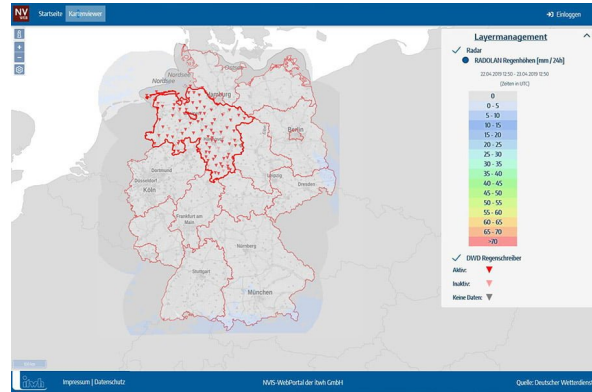 NV
WEB
Startseite
Kartenviewer
Einloggen
Layermanagement
Radar
RADOLAN Regenhöhen [mm / 24h]
22.04.2019 12:50 - 23.04.2019 12:50
(Zeiten in UTC)
0
0 - 5
5 - 10
10 - 15
15 - 20
20 - 25
25 - 30
30 - 35
35 - 40
40 - 45
45 - 50
50 - 55
55 - 60
60 - 65
65 - 70
>70
DWD Regenschreiber
Aktiv:
Inaktiv:
Keine Daten:
Nordsee
Nordsee
Hamburg
Berlin
Dortmund
Düsseldorf
Köln
Leipzig
Dresden
Frankfurt am
Main
Nürnberg
Stuttgart
München
itwh
Impressum | Datenschutz
NVIS-WebPortal der itwh GmbH
Quelle: Deutscher Wetterdienst